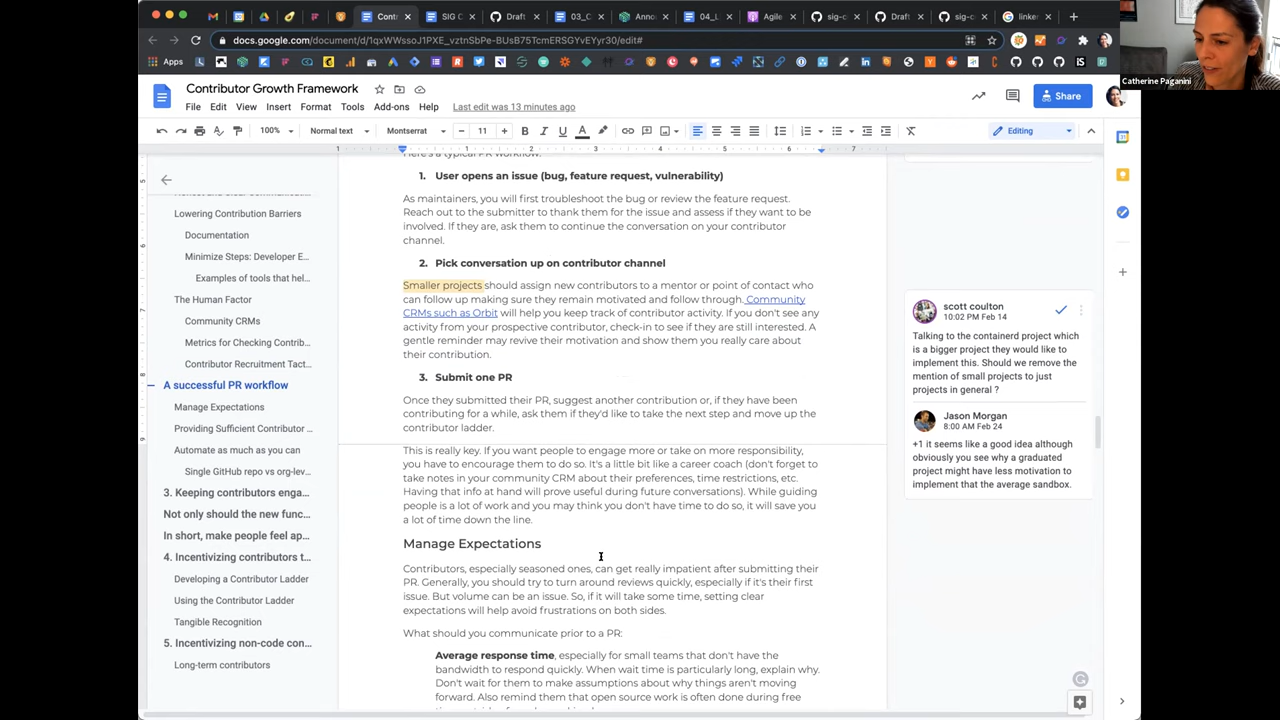 Contr
SIG C
Draft
03_C
Anno
04_L
Agile
sig-c
Draft
sig-c
linker
docs.google.com/document/d/1qxWWssoJ1PXE_vztnSbPe-BUsB75TcmERSGYvEYyr30/edit#
Apps
Catherine Paganini
Contributor Growth Framework
File Edit View Insert Format Tools Add-ons Help Last edit was 13 minutes ago
Share
100% Normal text Montserrat 11 Editing
Lowering Contribution Barriers
Documentation
Minimize Steps: Developer E...
Examples of tools that hel...
The Human Factor
Community CRMs
Metrics for Checking Contrib...
Contributor Recruitment Tact...
A successful PR workflow
Manage Expectations
Providing Sufficient Contributor ...
Automate as much as you can
Single GitHub repo vs org-lev...
3. Keeping contributors enga...
Not only should the new func...
In short, make people feel ap...
4. Incentivizing contributors t...
Developing a Contributor Ladder
Using the Contributor Ladder
Tangible Recognition
5. Incentivizing non-code con...
Long-term contributors
Here's a typical PR workflow:
1. User opens an issue (bug, feature request, vulnerability)
As maintainers, you will first troubleshoot the bug or review the feature request.
Reach out to the submitter to thank them for the issue and assess if they want to be
involved. If they are, ask them to continue the conversation on your contributor
channel.
2. Pick conversation up on contributor channel
Smaller projects should assign new contributors to a mentor or point of contact who
can follow up making sure they remain motivated and follow through. Community
CRMs such as Orbit will help you keep track of contributor activity. If you don't see any
activity from your prospective contributor, check-in to see if they are still interested. A
gentle reminder may revive their motivation and show them you really care about
their contribution.
3. Submit one PR
Once they submitted their PR, suggest another contribution or, if they have been
contributing for a while, ask them if they'd like to take the next step and move up the
contributor ladder.
This is really key. If you want people to engage more or take on more responsibility,
you have to encourage them to do so. It's a little bit like a career coach (don't forget to
take notes in your community CRM about their preferences, time restrictions, etc.
Having that info at hand will prove useful during future conversations). While guiding
people is a lot of work and you may think you don't have time to do so, it will save you
a lot of time down the line.
Manage Expectations
Contributors, especially seasoned ones, can get really impatient after submitting their
PR. Generally, you should try to turn around reviews quickly, especially if it's their first
issue. But volume can be an issue. So, if it will take some time, setting clear
expectations will help avoid frustrations on both sides.
What should you communicate prior to a PR:
Average response time, especially for small teams that don't have the
bandwidth to respond quickly. When wait time is particularly long, explain why.
Don't wait for them to make assumptions about why things aren't moving
forward. Also remind them that open source work is often done during free
scott coulton
10:02 PM Feb 14
Talking to the containerd project which
is a bigger project they would like to
implement this. Should we remove the
mention of small projects to just
projects in general ?
Jason Morgan
8:00 AM Feb 24
+1 it seems like a good idea although
obviously you see why a graduated
project might have less motivation to
implement that the average sandbox.